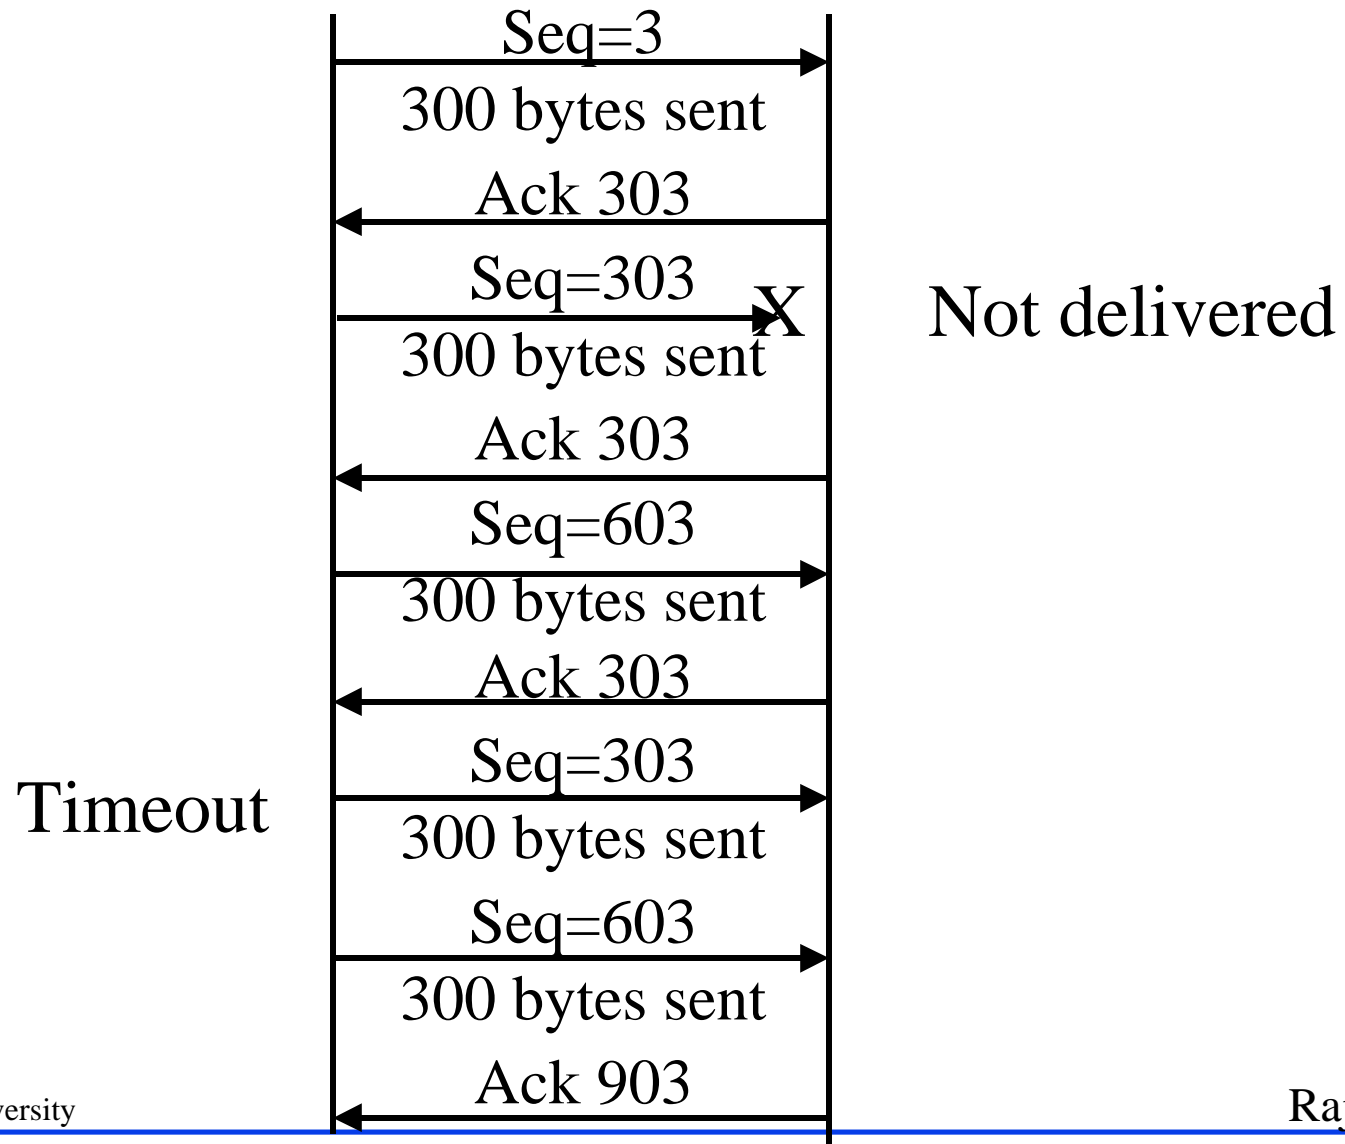 Seq=3
300 bytes sent
Ack 303
Seq=303
X
Not delivered
300 bytes sent
Ack 303
Seq=603
300 bytes sent
Ack 303
Seq=303
Timeout
300 bytes sent
Seq=603
300 bytes sent
Ack 903